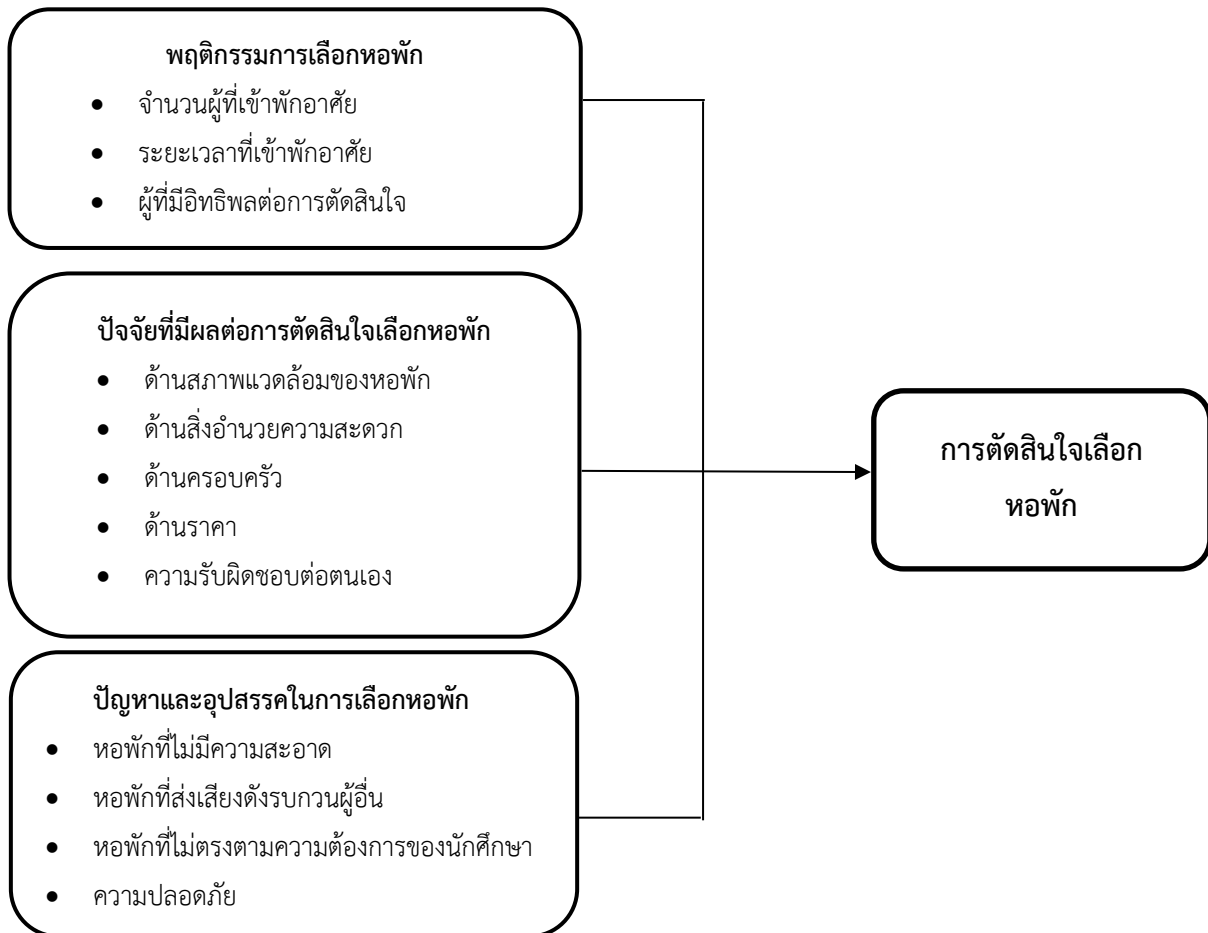 พฤติกรรมการเลือกหอพัก
• จำนวนผู้ที่เข้าพักอาศัย
• ระยะเวลาที่เข้าพักอาศัย
• ผู้ที่มีอิทธิพลต่อการตัดสินใจ
ปัจจัยที่มีผลต่อการตัดสินใจเลือกหอพัก
• ด้านสภาพแวดล้อมของหอพัก
• ด้านสิ่งอำนวยความสะดวก
• ด้านครอบครัว
• ด้านราคา
• ความรับผิดชอบต่อตนเอง
ปัญหาและอุปสรรคในการเลือกหอพัก
• หอพักที่ไม่มีความสะอาด
• หอพักที่ส่งเสียงดังรบกวนผู้อื่น
• หอพักที่ไม่ตรงตามความต้องการของนักศึกษา
• ความปลอดภัย
การตัดสินใจเลือก
หอพัก